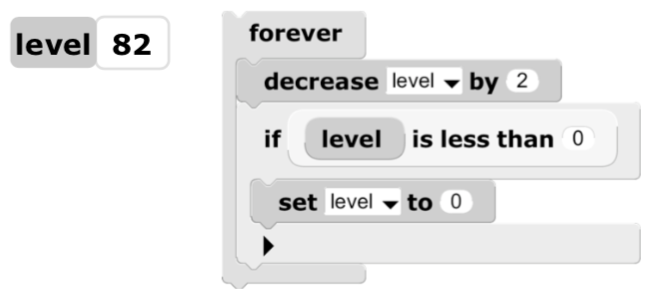 level 82
forever
decrease level by 2
if level is less than 0
set level to 0